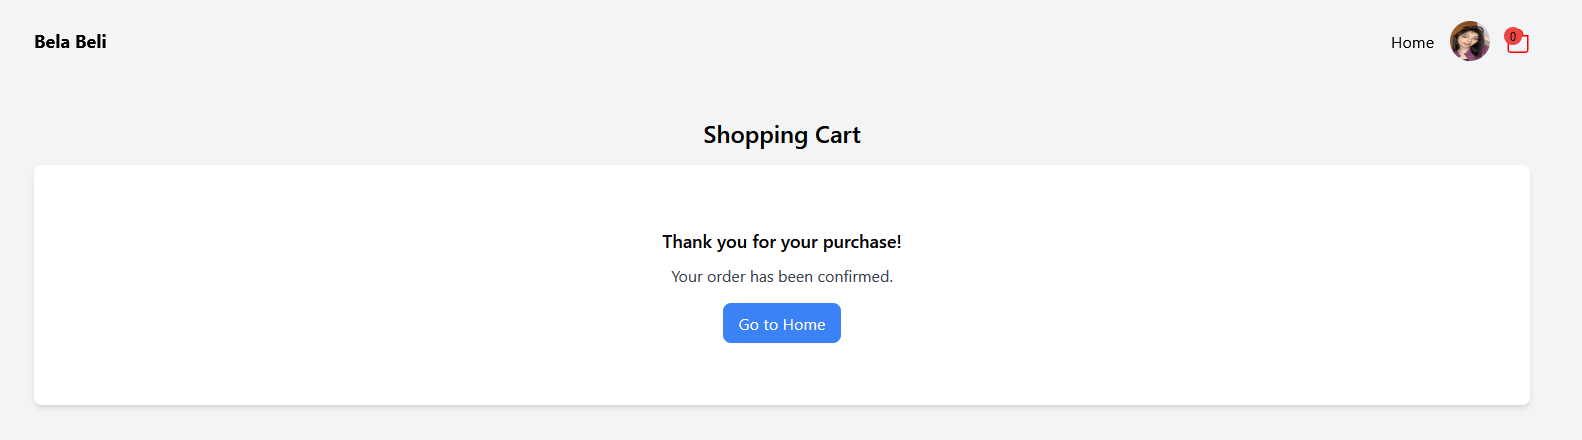 Bela Beli
Home
0
Shopping Cart
Thank you for your purchase!
Your order has been confirmed.
Go to Home